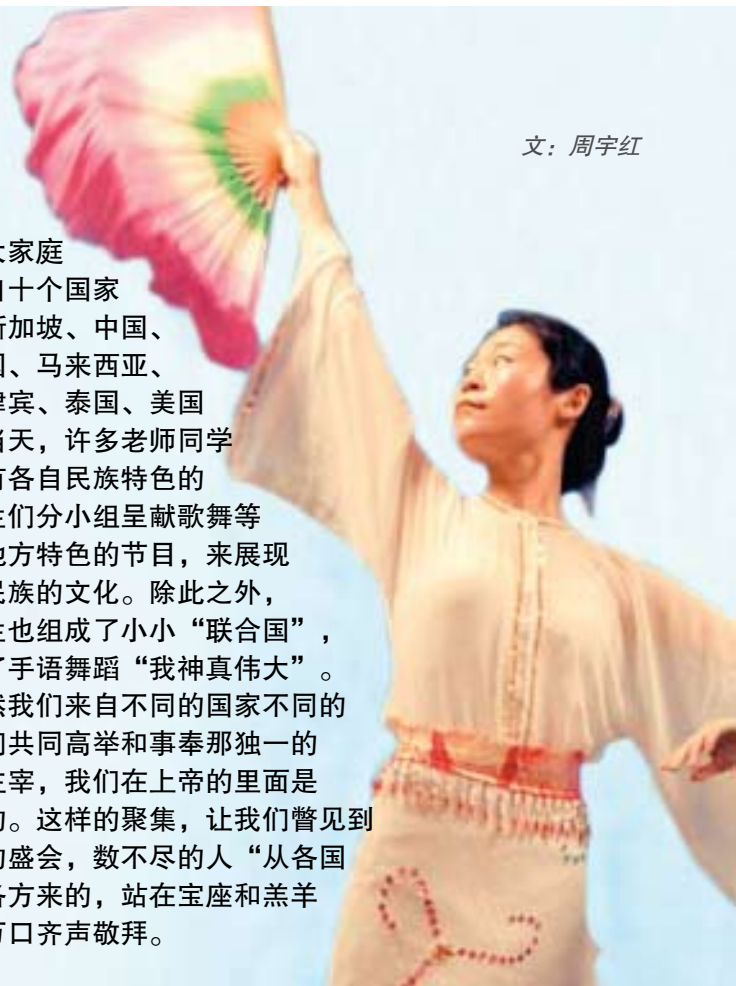 文：周宇红
大家庭
自十个国家
新加坡、中国、
国、马来西亚、
律宾、泰国、美国
当天，许多老师同学
有各自民族特色的
生们分小组呈献歌舞等
地方特色的节目，来展现
民族的文化。除此之外，
生也组成了小小“联合国”，
了手语舞蹈“我神真伟大”。
然我们来自不同的国家不同的
们共同高举和事奉那独一的
主宰，我们在上帝的里面是
的。这样的聚集，让我们瞥见到
的盛会，数不尽的人“从各国
各方来的，站在宝座和羔羊
万口齐声敬拜。